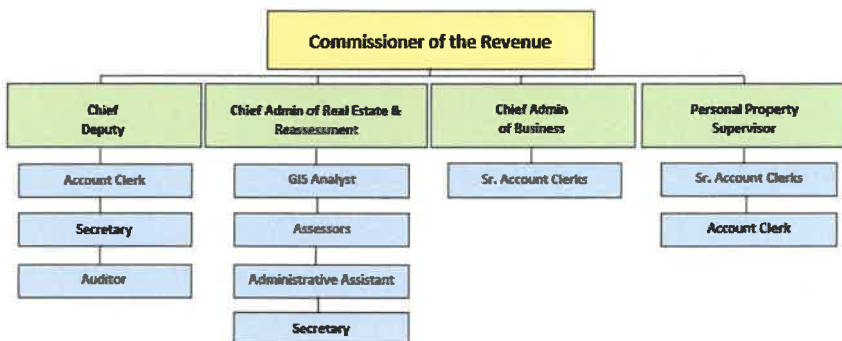 Commissioner of the Revenue
Chief
Deputy
Chief Admin of Real Estate &
Reassessment
Chief Admin
of Business
Personal Property
Supervisor
Account Clerk
GIS Analyst
Sr. Account Clerks
Sr. Account Clerks
Secretary
Assessors
Account Clerk
Auditor
Administrative Assistant
Secretary